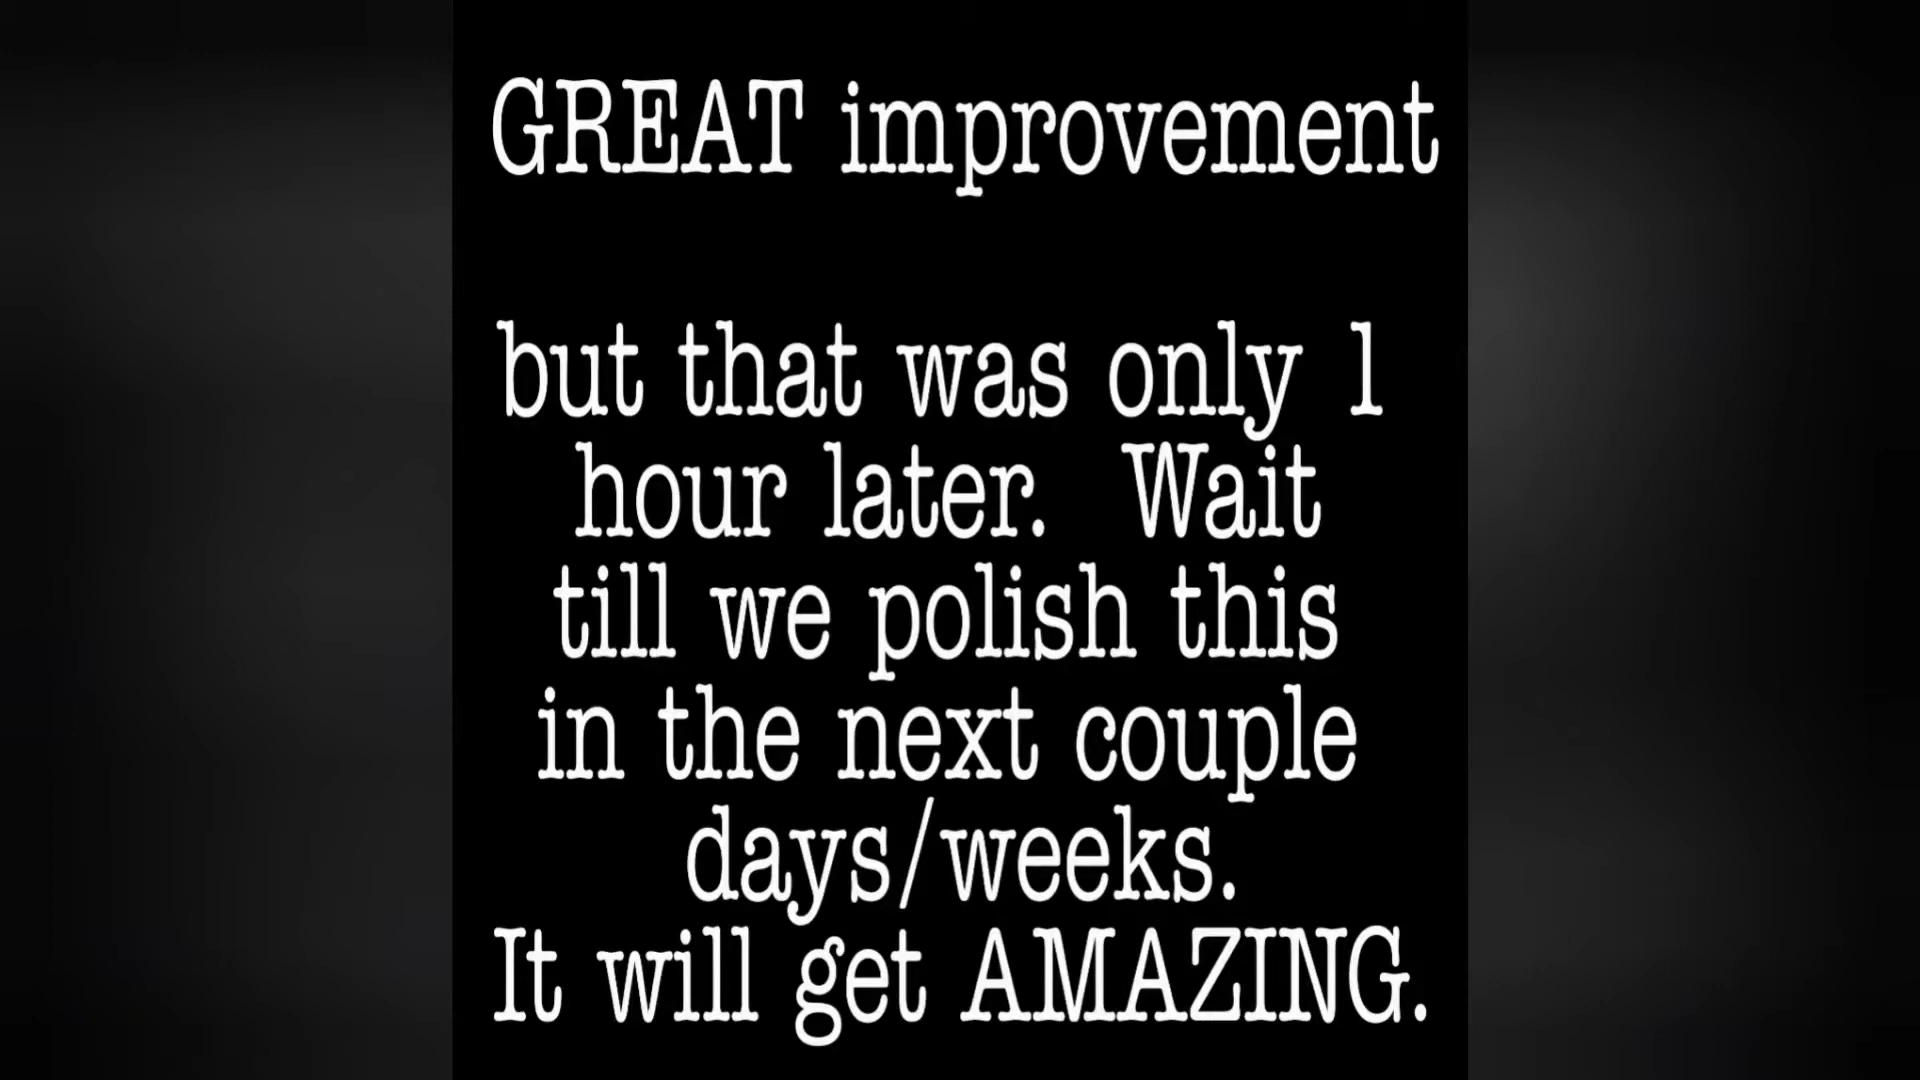 GREAT improvement
but that was only 1
hour later. Wait
till we polish this
in the next couple
days/weeks.
It will get AMAZING.